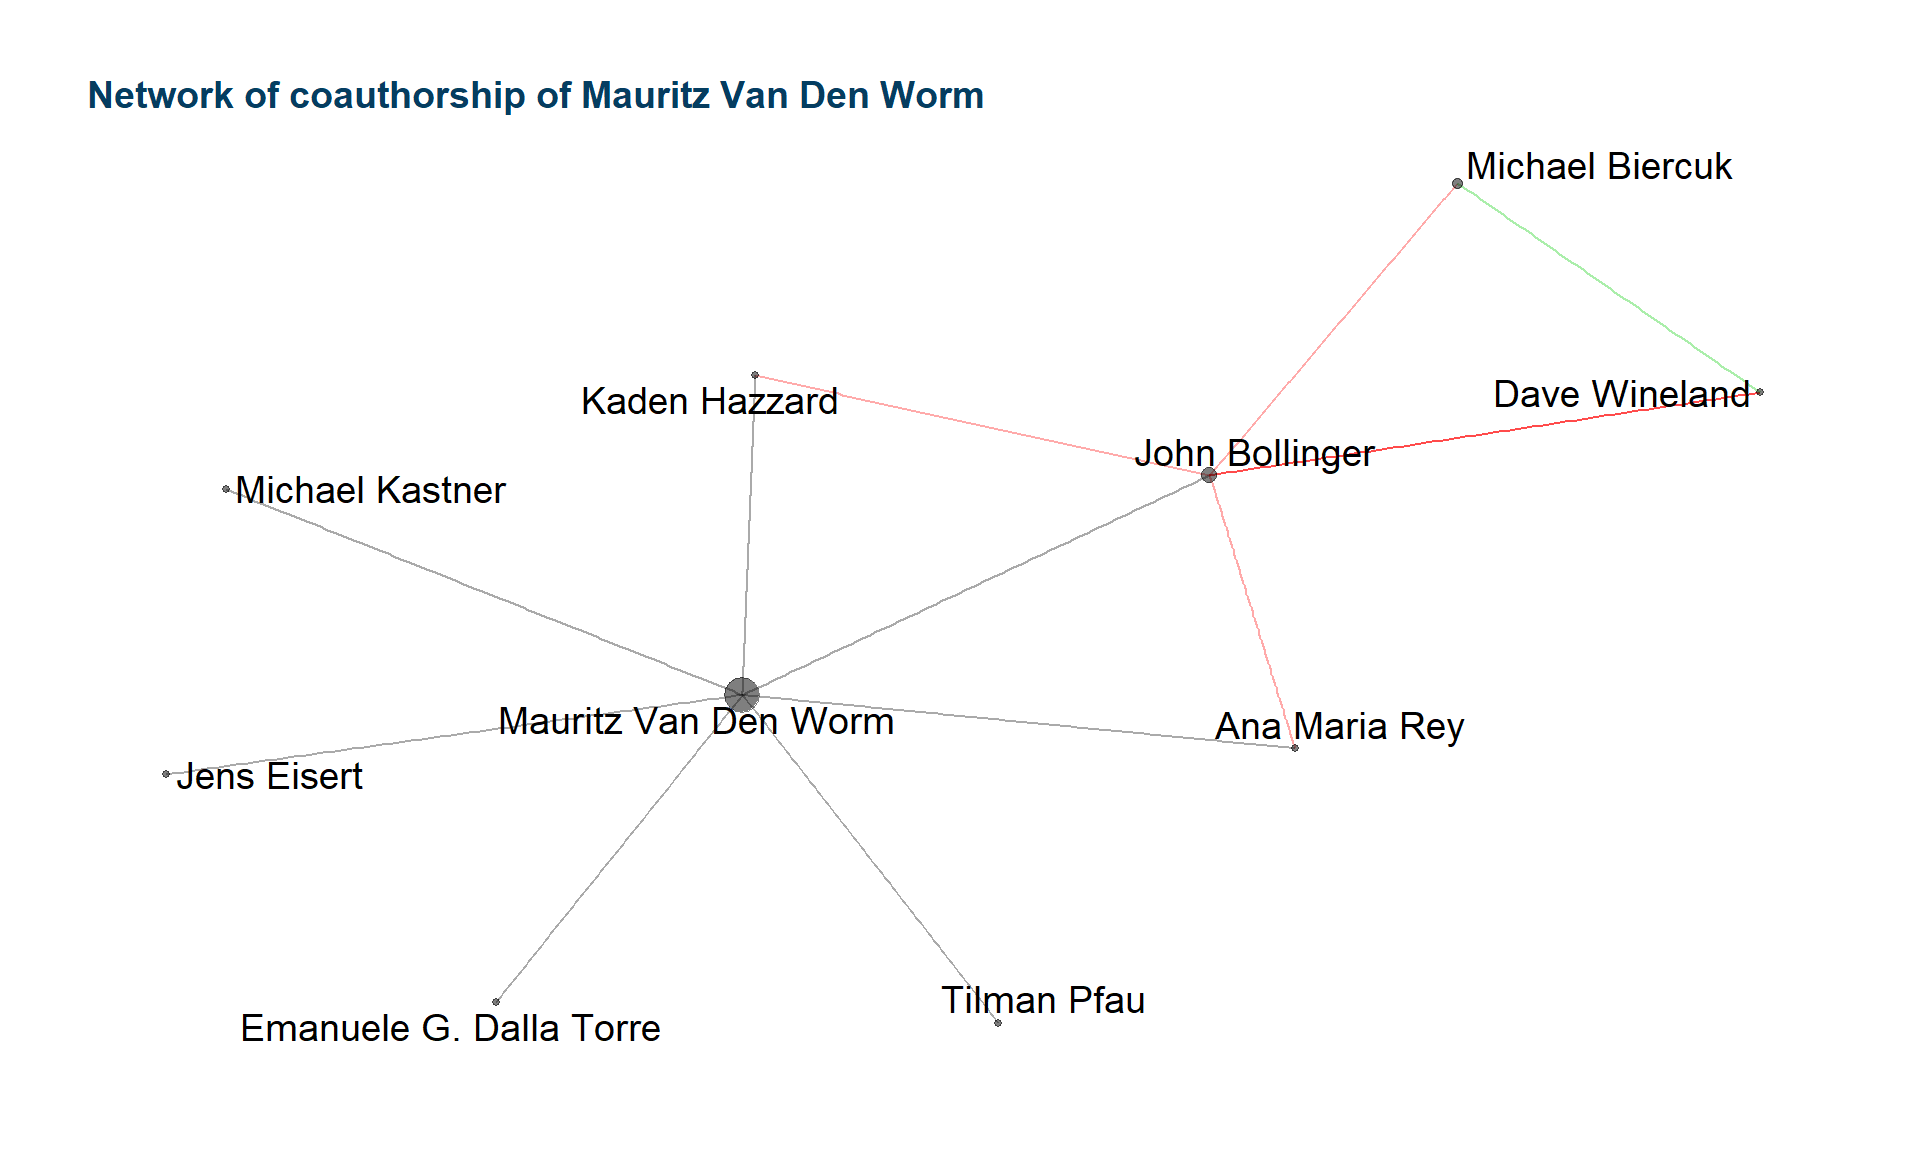 Network of coauthorship of Mauritz Van Den Worm
Michael Biercuk
Dave Wineland
Kaden Hazzard
John Bollinger
Michael Kastner
Mauritz Van Den Worm
Ana Maria Rey
Jens Eisert
Tilman Pfau
Emanuele G. Dalla Torre